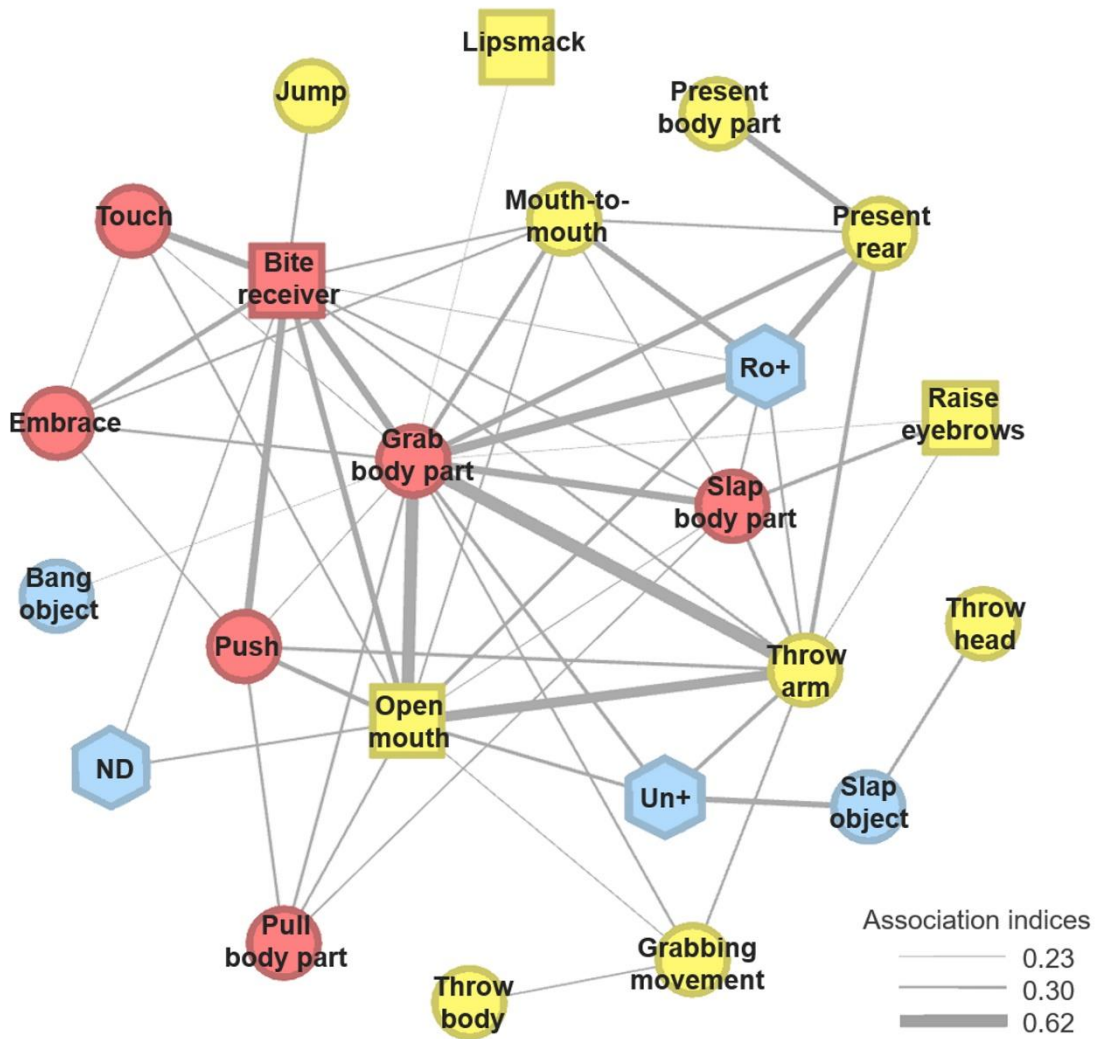 Lipsmack
Jump
Present
body part
Touch
Mouth-to-
mouth
Present
rear
Bite
receiver
Ro+
Embrace
Grab
body part
Raise
eyebrows
Slap
body part
Bang
object
Push
Throw
head
Throw
arm
Open
mouth
ND
Un+
Slap
object
Pull
body part
Grabbing
movement
Throw
body
Association indices
0.23
0.30
0.62